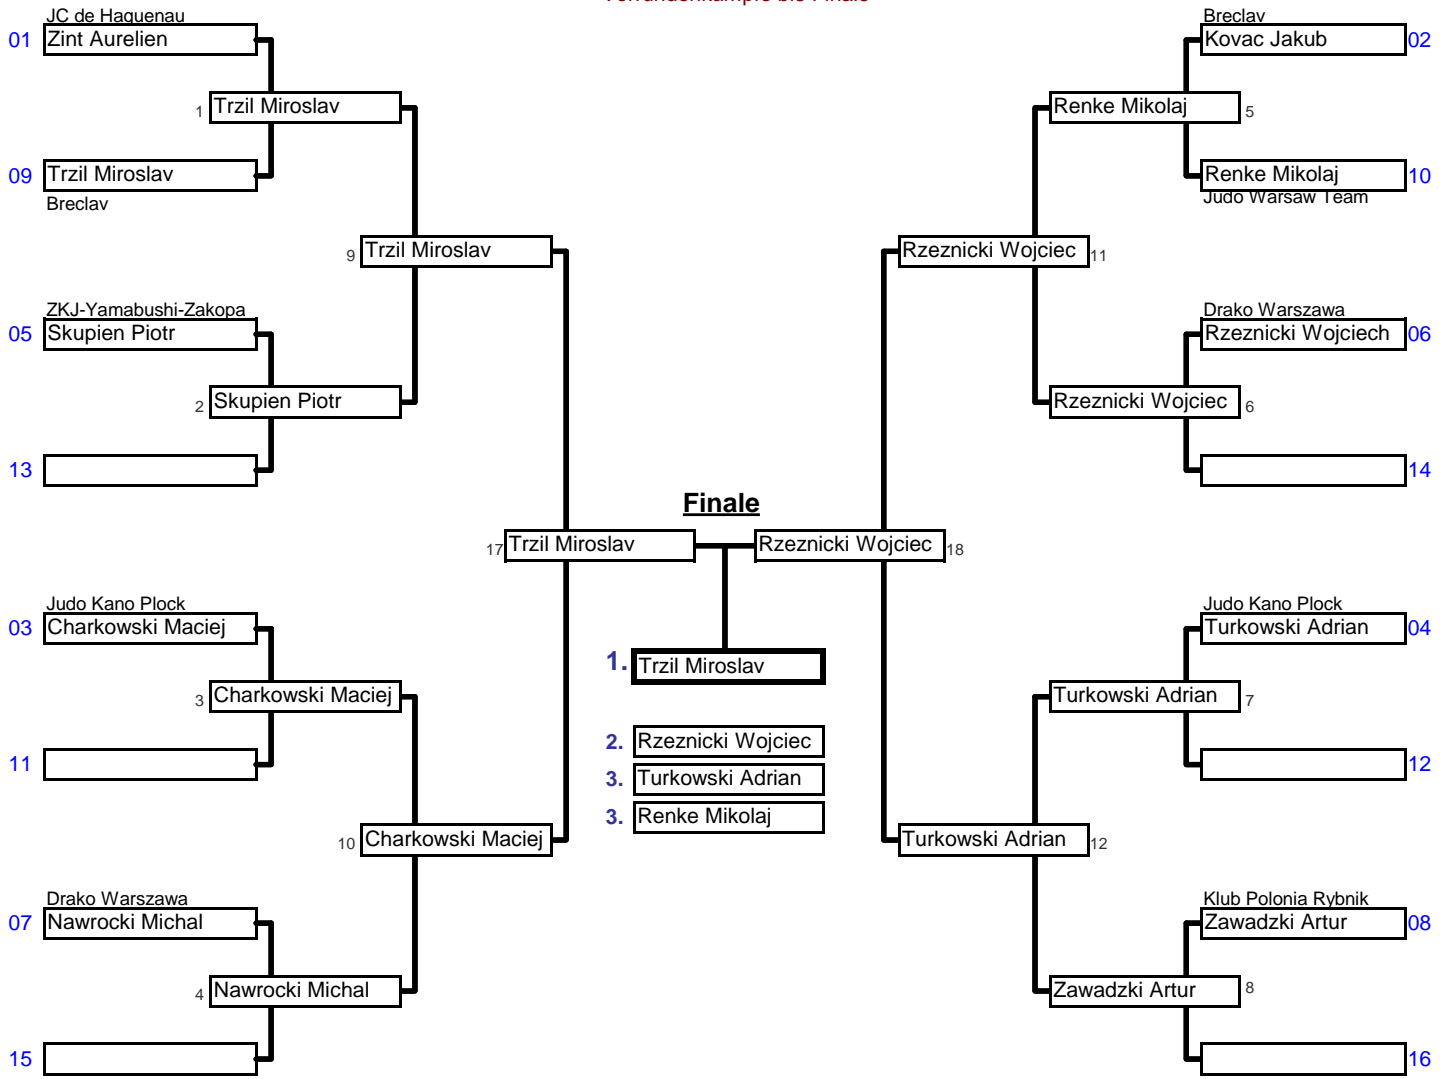 JC de Haguenau
01 Zint Aurelien
1 Trzil Miroslav
09 Trzil Miroslav
Breclav
9 Trzil Miroslav
ZKJ-Yamabushi-Zakopa
05 Skupien Piotr
2 Skupien Piotr
13
17 Trzil Miroslav
Judo Kano Plock
03 Charkowski Maciej
3 Charkowski Maciej
11
10 Charkowski Maciej
Drako Warszawa
07 Nawrocki Michal
4 Nawrocki Michal
15
Finale
1. Trzil Miroslav
2. Rzeznicki Wojciec
3. Turkowski Adrian
3. Renke Mikolaj
Breclav
Kovac Jakub 02
Renke Mikolaj 5
Renke Mikolaj 10
Judo Warsaw Team
Rzeznicki Wojciec 11
Drako Warszawa
Rzeznicki Wojciech 06
Rzeznicki Wojciec 6
14
Rzeznicki Wojciec 18
Judo Kano Plock
Turkowski Adrian 04
Turkowski Adrian 7
12
Turkowski Adrian 12
Klub Polonia Rybnik
Zawadzki Artur 08
Zawadzki Artur 8
16